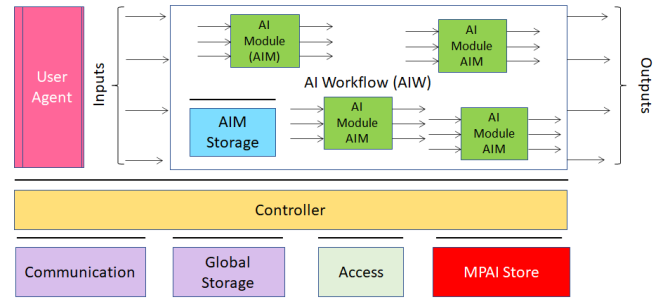 User
Agent
Inputs
AI
Module
(AIM)
AI
Module
AIM
AI Workflow (AIW)
AIM
Storage
AI
Module
AIM
AI
Module
AIM
Outputs
Controller
Communication
Global
Storage
Access
MPAI Store